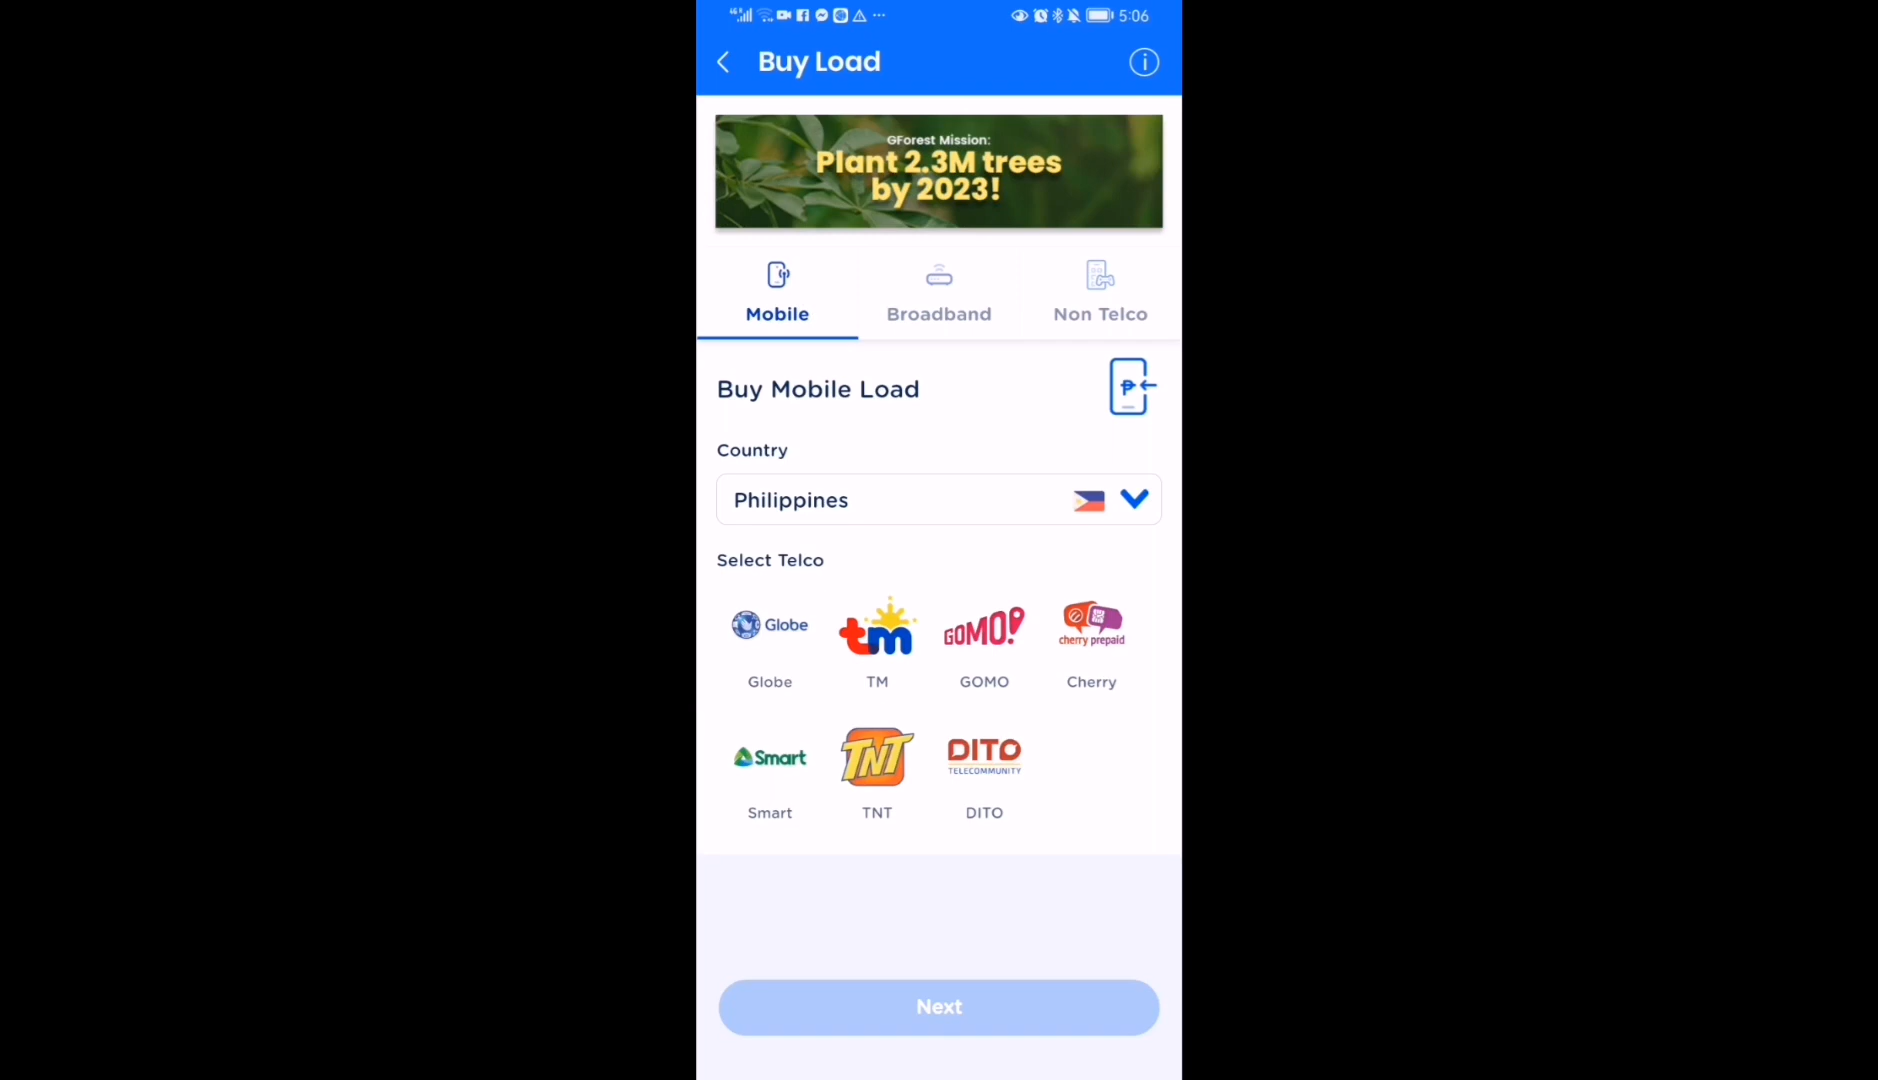 5:06
Buy Load
GForest Mission:
Plant 2.3M trees
by 2023!
Mobile
Broadband
Non Telco
Buy Mobile Load
Country
Philippines
Select Telco
Globe
tm
GOMO!
cherry prepaid
Globe
TM
GOMO
Cherry
Smart
TNT
DITO
TELECOMMUNITY
Smart
TNT
DITO
Next